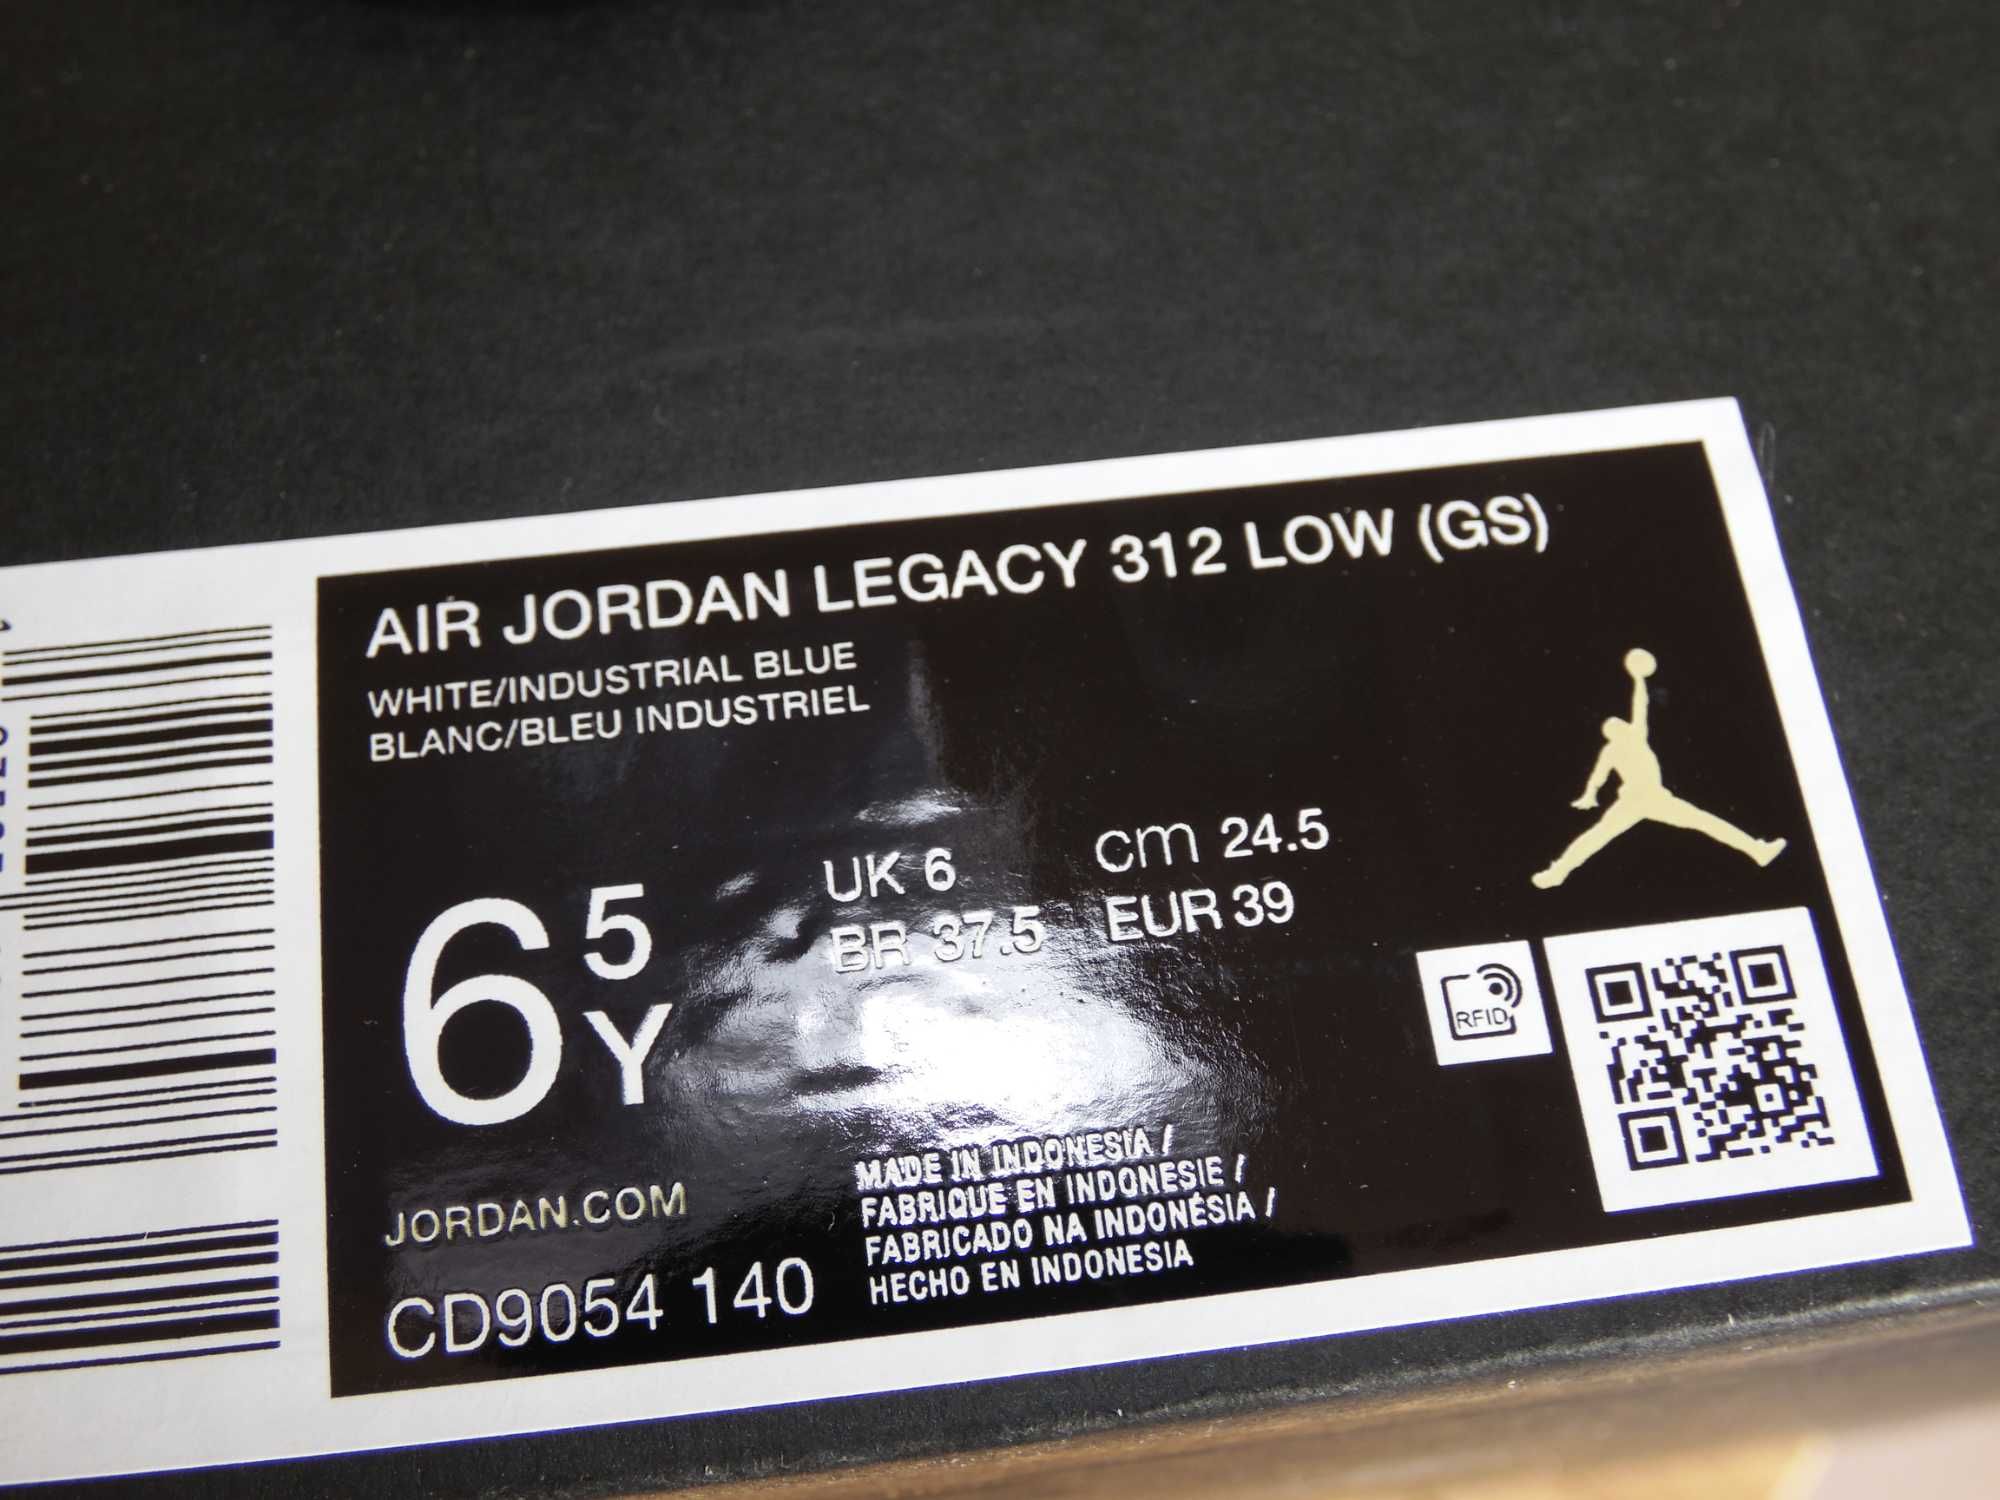 AIR JORDAN LEGACY 312 LOW (GS)
WHITE/INDUSTRIAL BLUE
BLANC/BLEU INDUSTRIEL
6 5 Y
UK 6 cm 24.5
BR 37.5 EUR 39
RFID
JORDAN.COM
CD9054 140
MADE IN INDONESIA /
FABRIQUE EN INDONESIE /
FABRICADO NA INDONÉSIA /
HECHO EN INDONESIA